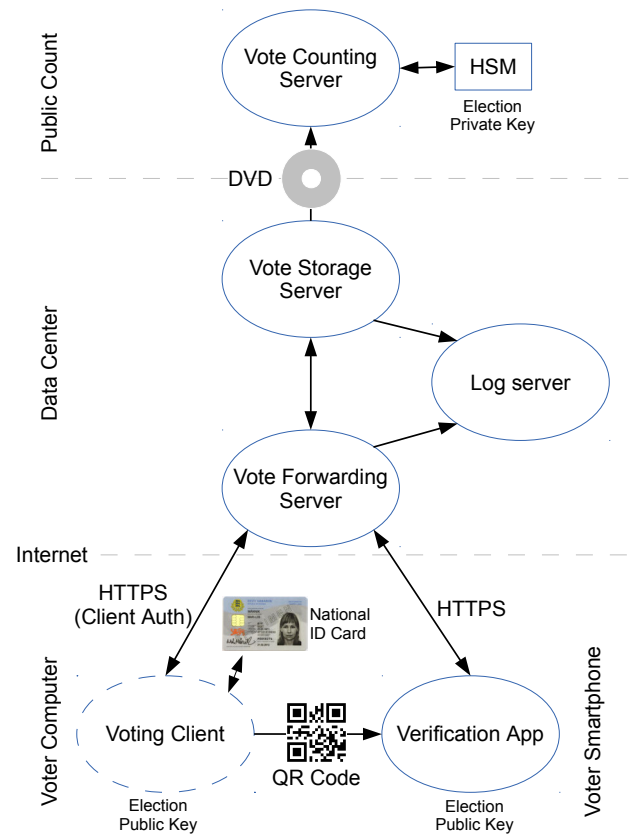 Public Count
Vote Counting
Server
HSM
Election
Private Key
DVD
Data Center
Vote Storage
Server
Log server
Vote Forwarding
Server
Internet
HTTPS
(Client Auth)
National
ID Card
HTTPS
Voter Computer
Voting Client
QR Code
Verification App
Voter Smartphone
Election
Public Key
Election
Public Key